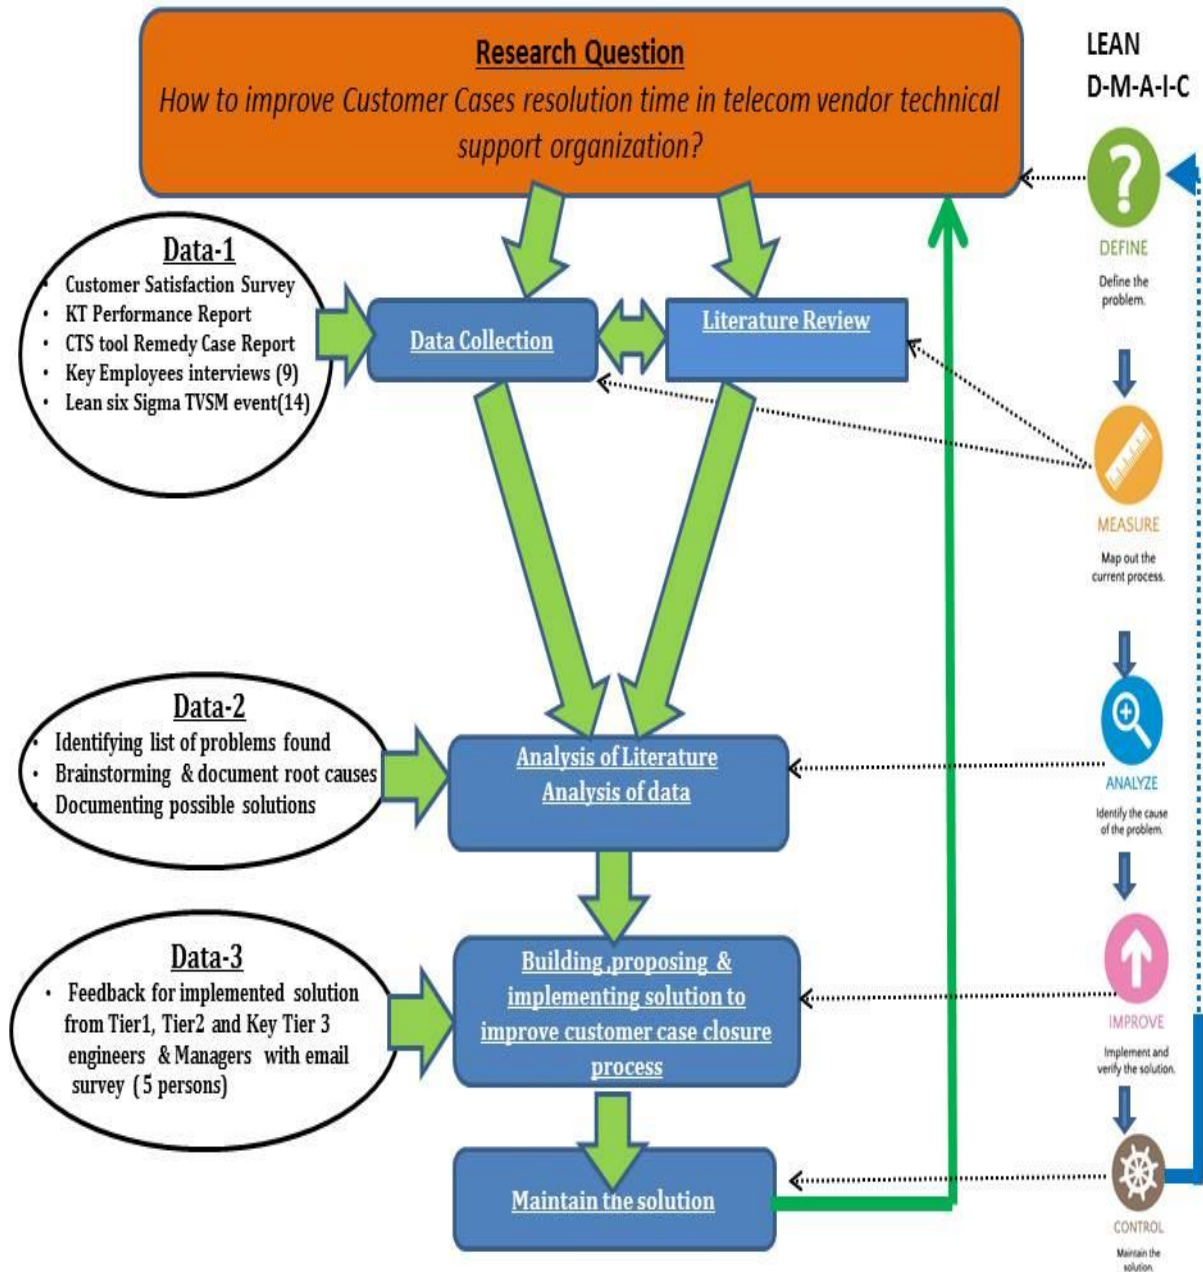 Research Question
How to improve Customer Cases resolution time in telecom vendor technical
support organization?
LEAN
D-M-A-I-C
Data-1
• Customer Satisfaction Survey
• KT Performance Report
• CTS tool Remedy Case Report
• Key Employees interviews (9)
• Lean six Sigma TVSM event(14)
Data Collection
Literature Review
DEFINE
Define the
problem.
MEASURE
Map out the
current process.
Data-2
• Identifying list of problems found
• Brainstorming & document root causes
• Documenting possible solutions
Analysis of Literature
Analysis of data
ANALYZE
Identify the cause
of the problem.
Data-3
• Feedback for implemented solution
from Tier1, Tier2 and Key Tier 3
engineers & Managers with email
survey ( 5 persons)
Building ,proposing &
implementing solution to
improve customer case closure
process
IMPROVE
Implement and
verify the solution.
Maintain the solution
CONTROL
Maintain the
solution.